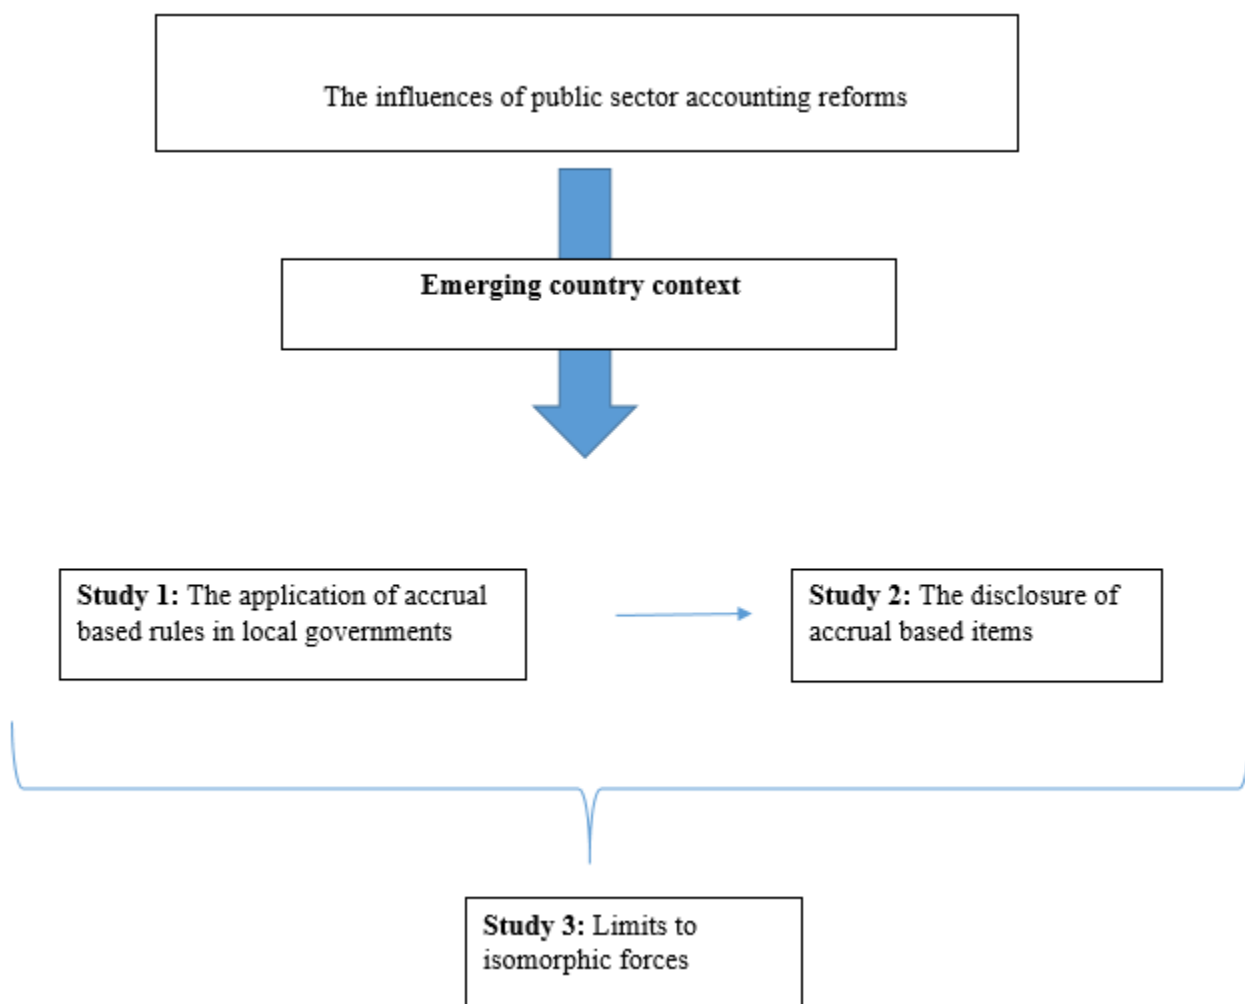 The influences of public sector accounting reforms
Emerging country context
Study 1: The application of accrual
based rules in local governments
Study 2: The disclosure of
accrual based items
Study 3: Limits to
isomorphic forces